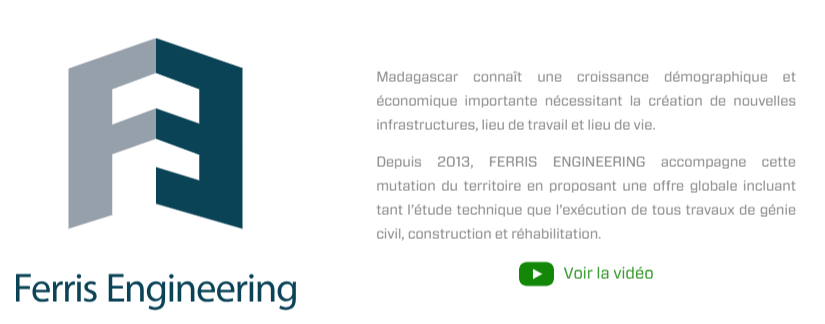 Madagascar connaît une croissance démographique et
économique importante nécessitant la création de nouvelles
infrastructures, lieu de travail et lieu de vie.
Depuis 2013, FERRIS ENGINEERING accompagne cette
mutation du territoire en proposant une offre globale incluant
tant l'étude technique que l'exécution de tous travaux de génie
civil, construction et réhabilitation.
Voir la vidéo
Ferris Engineering